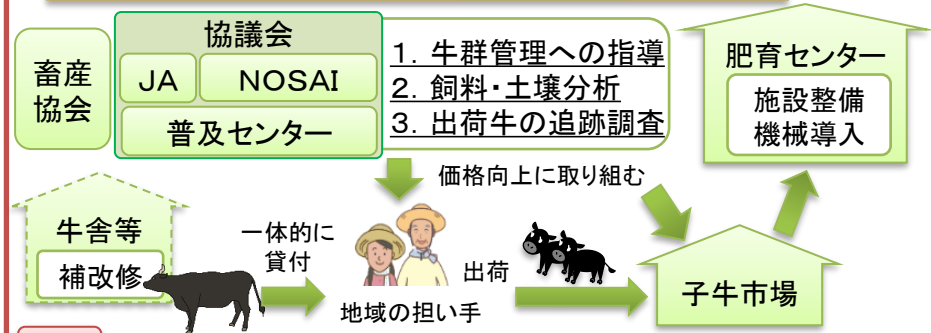 畜産
協会
協議会
JA
NOSAI
普及センター
1. 牛群管理への指導
2. 飼料・土壌分析
3. 出荷牛の追跡調査
肥育センター
施設整備
機械導入
価格向上に取り組む
牛舎等
補改修
一体的に
貸付
地域の担い手
出荷
子牛市場